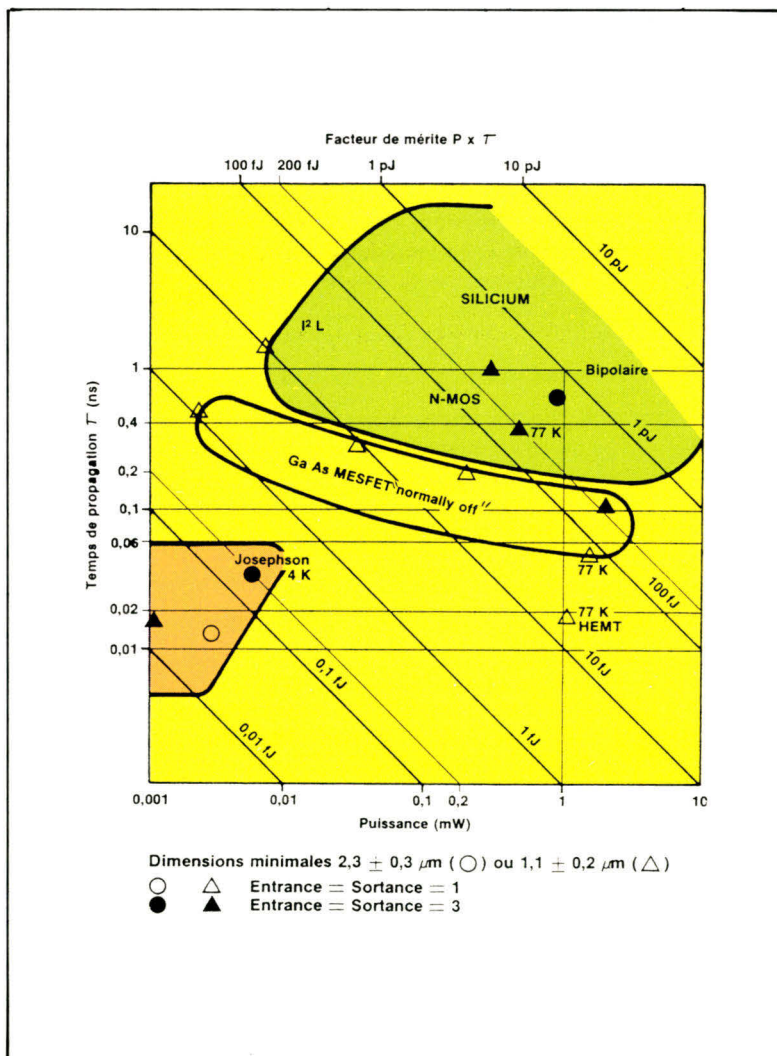 Facteur de mérite P x T
100 fJ 200 fJ 1 pJ 10 pJ
10
10 pJ
SILICIUM
I² L
1
Bipolaire
N-MOS
0,4
77 K
1 pJ
Ga As MESFET "normally off"
0,2
0,1
0,06
Josephson
4 K
77 K
100 fJ
0,02
77 K
HEMT
0,01
0,1 fJ
10 fJ
0,01 fJ
1 fJ
Temps de propagation T (ns)
0,001 0,01 0,1 0,2 1 10
Puissance (mW)
Dimensions minimales 2,3 ± 0,3 µm (○) ou 1,1 ± 0,2 µm (△)
○ △ Entrance = Sortance = 1
● ▲ Entrance = Sortance = 3